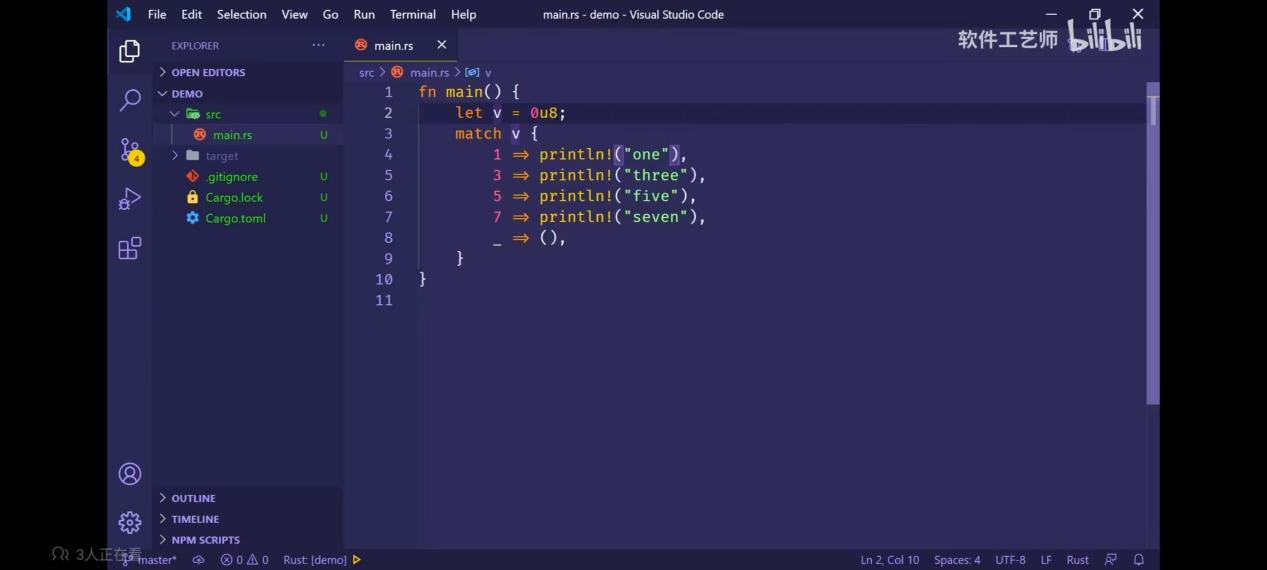 File Edit Selection View Go Run Terminal Help main.rs - demo - Visual Studio Code
软件工艺师 bilibili
EXPLORER ··· main.rs
OPEN EDITORS
src > main.rs > v
DEMO
src
main.rs U
target
.gitignore U
Cargo.lock U
Cargo.toml U
1 fn main() {
2 let v = 0u8;
3 match v {
4 1 => println!("one"),
5 3 => println!("three"),
6 5 => println!("five"),
7 7 => println!("seven"),
8 _ => (),
9 }
10 }
11
4
OUTLINE
TIMELINE
NPM SCRIPTS
3人正在看
master* 0 0 Rust: [demo] Ln 2, Col 10 Spaces: 4 UTF-8 LF Rust